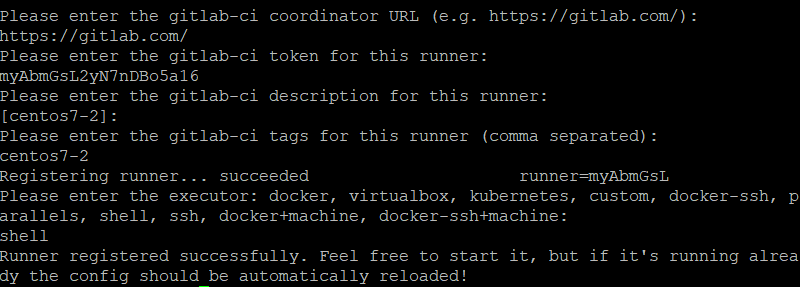 Please enter the gitlab-ci coordinator URL (e.g. https://gitlab.com/):
https://gitlab.com/
Please enter the gitlab-ci token for this runner:
myAbmGsL2yN7nDBo5a16
Please enter the gitlab-ci description for this runner:
[centos7-2]:
Please enter the gitlab-ci tags for this runner (comma separated):
centos7-2
Registering runner... succeeded                     runner=myAbmGsL
Please enter the executor: docker, virtualbox, kubernetes, custom, docker-ssh, p
arallels, shell, ssh, docker+machine, docker-ssh+machine:
shell
Runner registered successfully. Feel free to start it, but if it's running alrea
dy the config should be automatically reloaded!